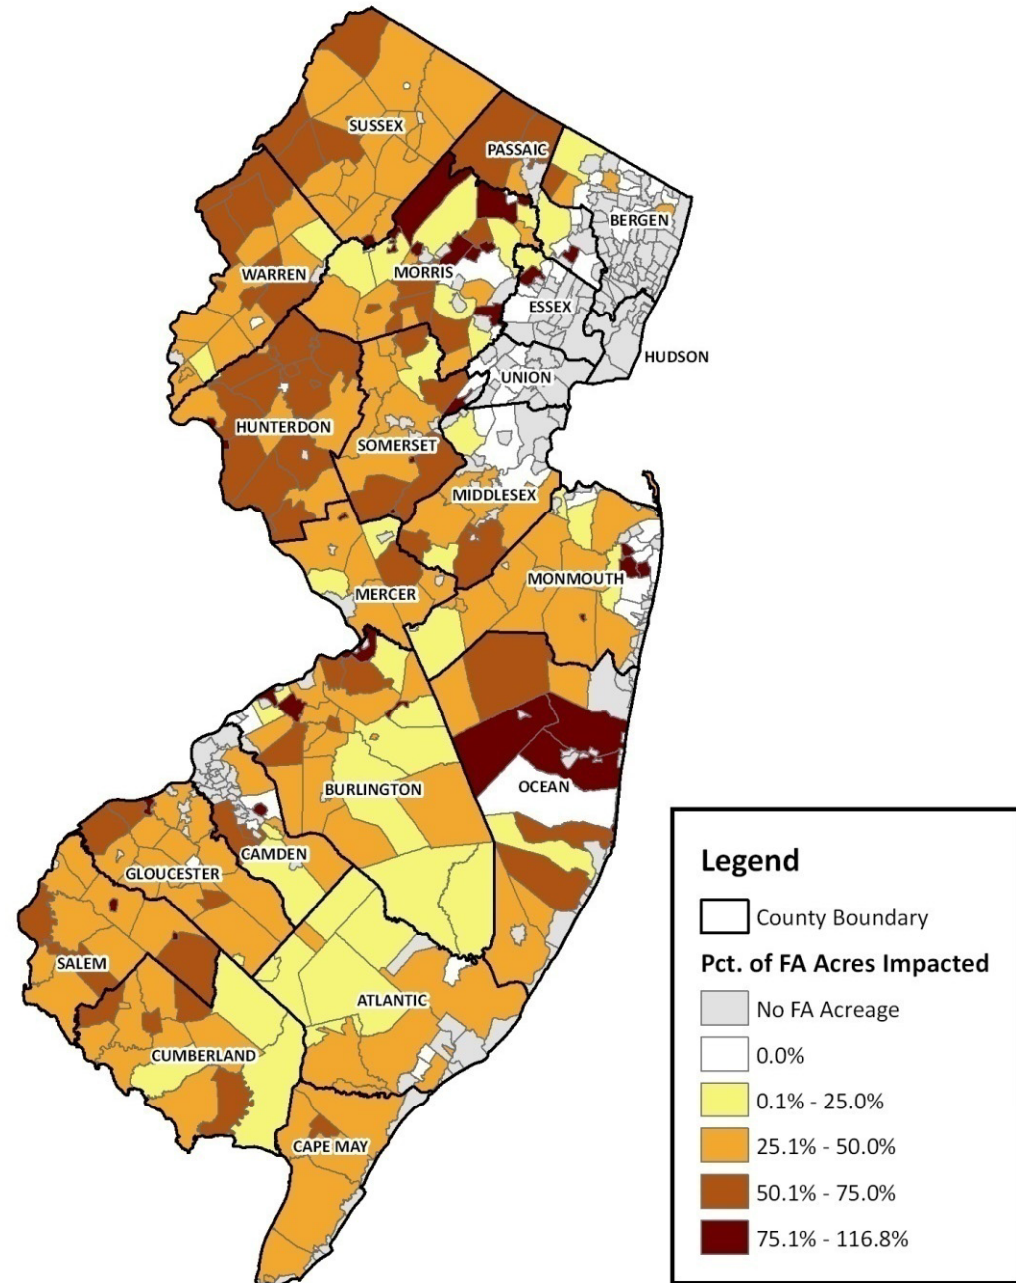 SUSSEX
PASSAIC
BERGEN
WARREN
MORRIS
ESSEX
HUDSON
UNION
HUNTERDON
SOMERSET
MIDDLESEX
MONMOUTH
MERCER
OCEAN
BURLINGTON
CAMDEN
GLOUCESTER
SALEM
ATLANTIC
CUMBERLAND
CAPE MAY
Legend
County Boundary
Pct. of FA Acres Impacted
No FA Acreage
0.0%
0.1% - 25.0%
25.1% - 50.0%
50.1% - 75.0%
75.1% - 116.8%